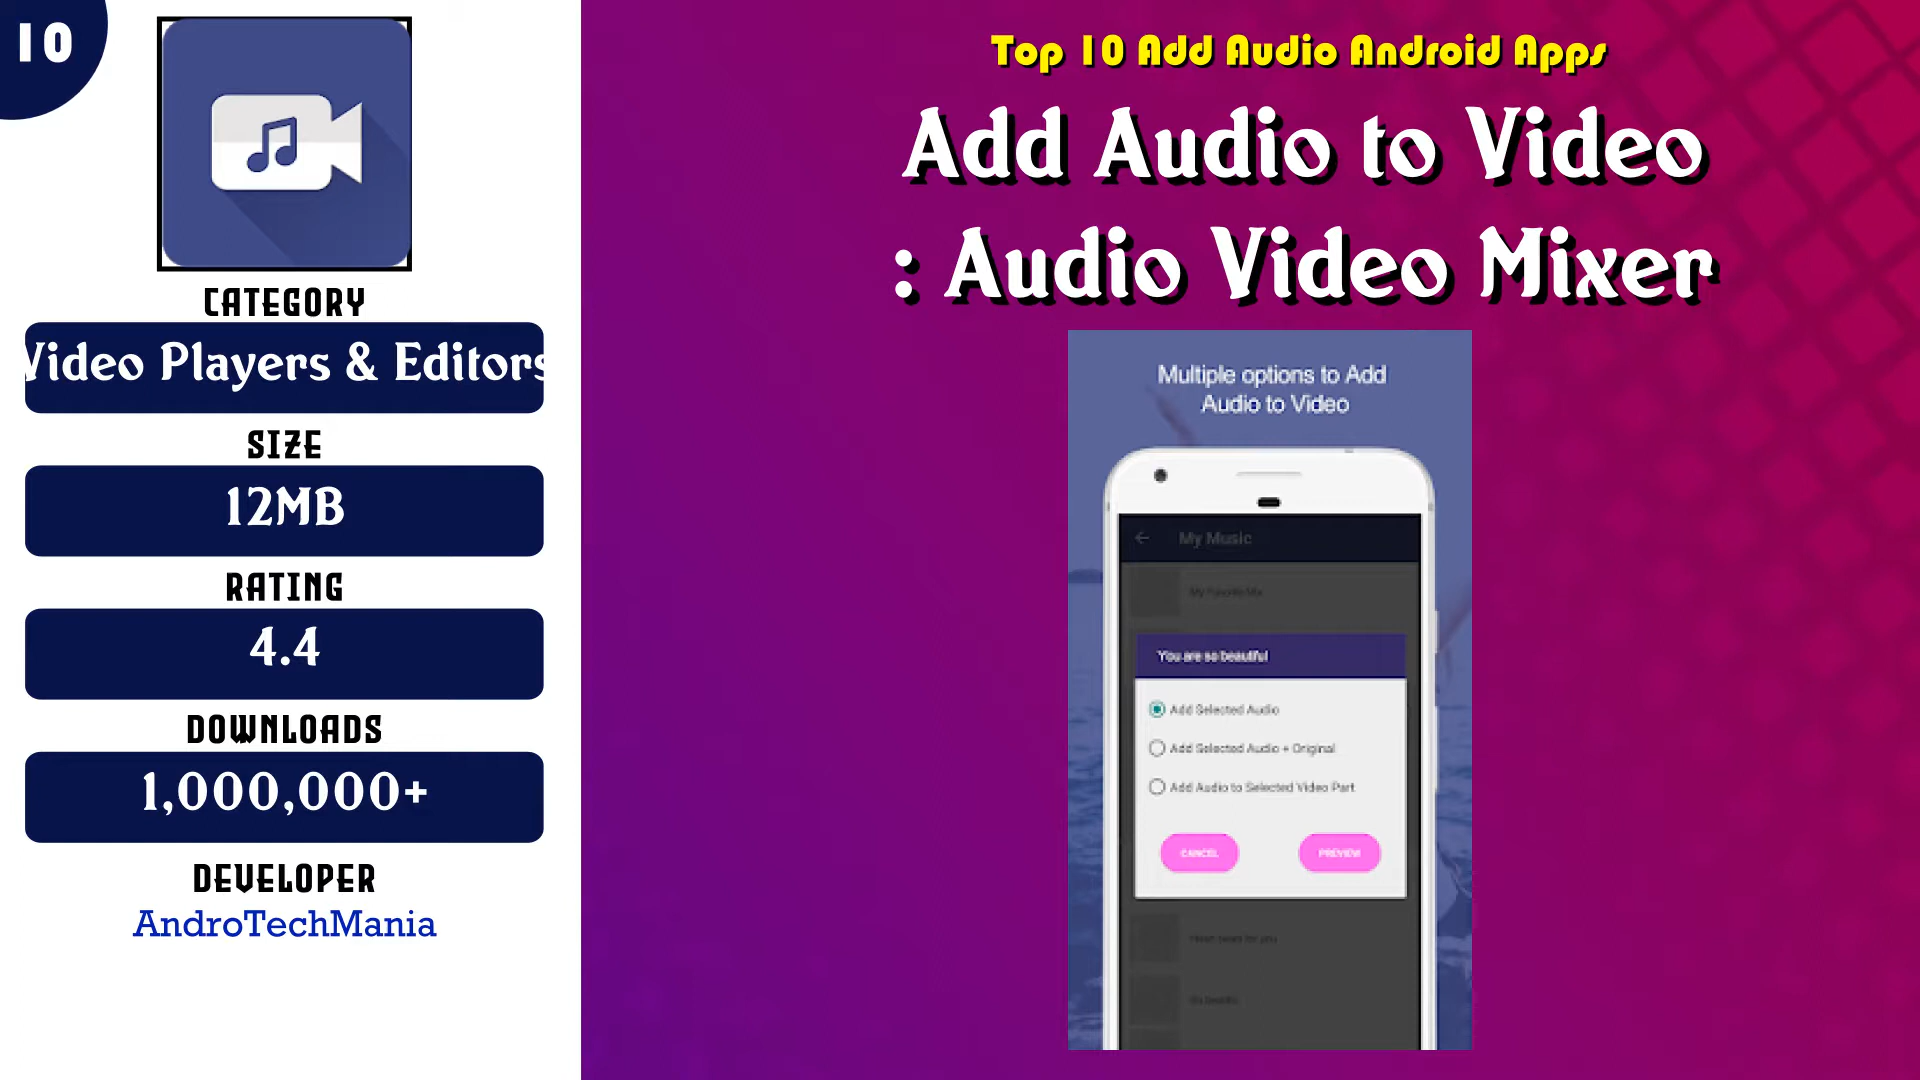 10
CATEGORY
Video Players & Editors
SIZE
12MB
RATING
4.4
DOWNLOADS
1,000,000+
DEVELOPER
AndroTechMania
Top 10 Add Audio Android Apps
Add Audio to Video
: Audio Video Mixer
Multiple options to Add
Audio to Video
My Music
My Favorite Mix
You are so beautiful
Add Selected Audio
Add Selected Audio + Original
Add Audio to Selected Video Part
CANCEL
PREVIEW